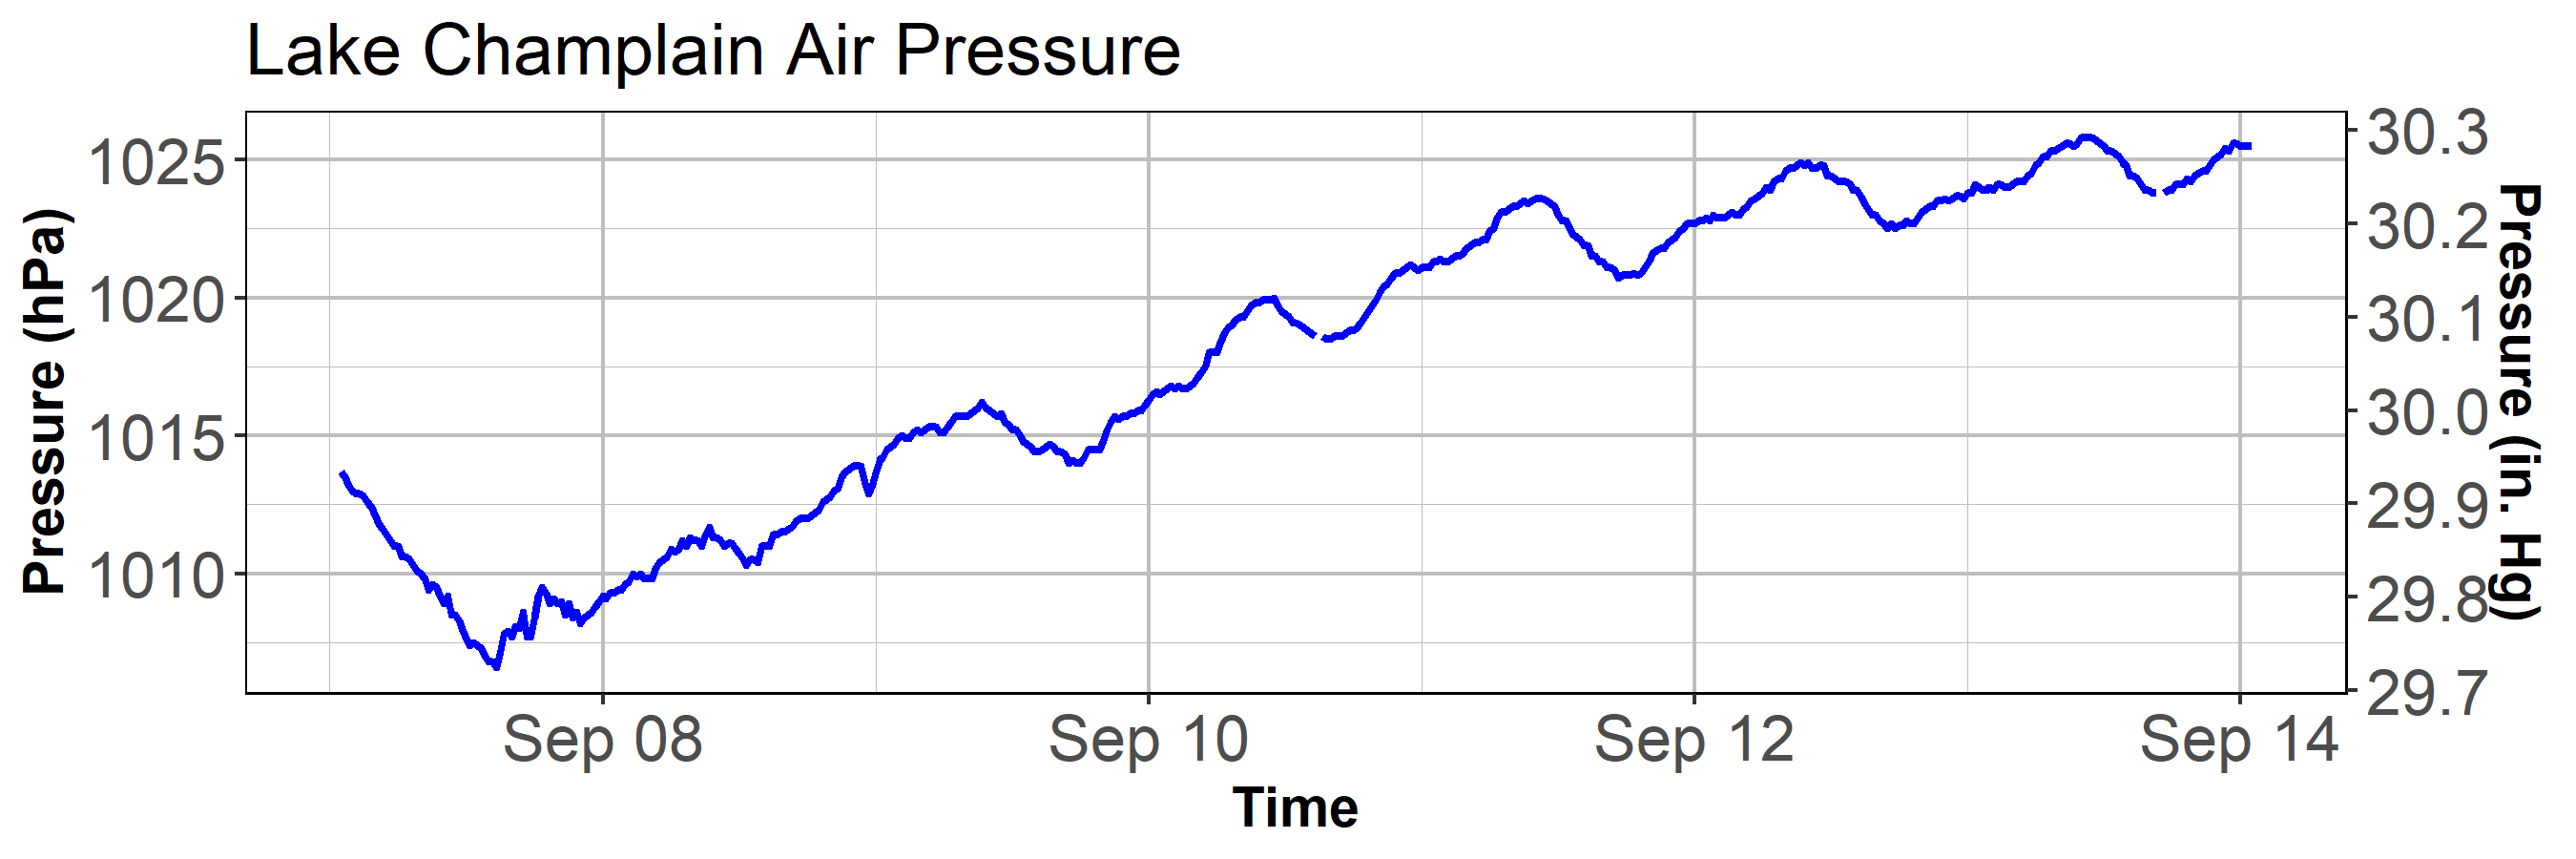 Lake Champlain Air Pressure
Pressure (hPa)
1025
1020
1015
1010
30.3
30.2
30.1
30.0
29.9
29.8
29.7
Pressure (in. Hg)
Sep 08
Sep 10
Sep 12
Sep 14
Time